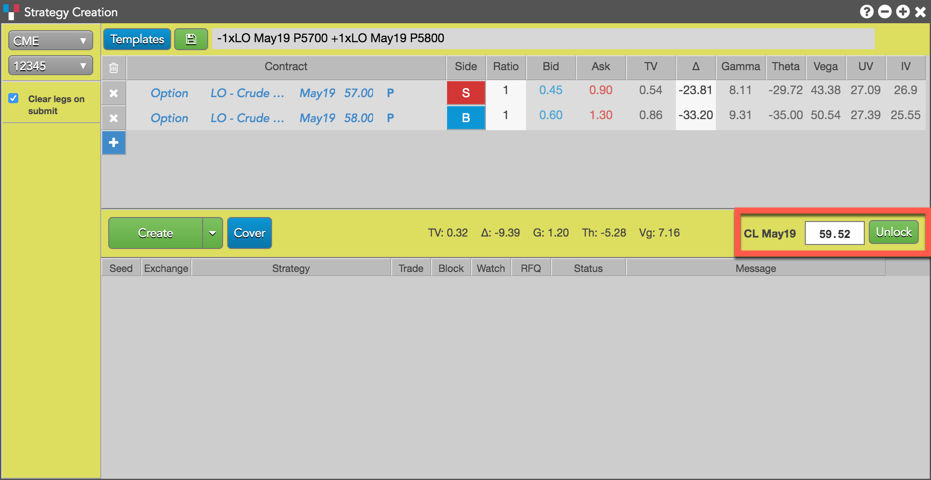 Strategy Creation
CME
12345
Clear legs on
submit
Templates -1xLO May19 P5700 +1xLO May19 P5800
Contract Side Ratio Bid Ask TV Δ Gamma Theta Vega UV IV
Option LO - Crude ... May19 57.00 P S 1 0.45 0.90 0.54 -23.81 8.11 -29.72 43.38 27.09 26.9
Option LO - Crude ... May19 58.00 P B 1 0.60 1.30 0.86 -33.20 9.31 -35.00 50.54 27.39 25.55
Create Cover TV: 0.32 Δ: -9.39 G: 1.20 Th: -5.28 Vg: 7.16 CL May19 59.52 Unlock
Seed Exchange Strategy Trade Block Watch RFQ Status Message